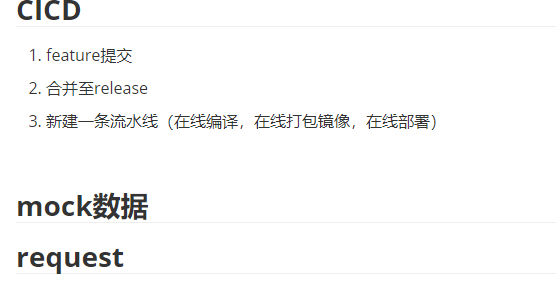 CICD
1. feature提交
2. 合并至release
3. 新建一条流水线（在线编译，在线打包镜像，在线部署）
mock数据
request